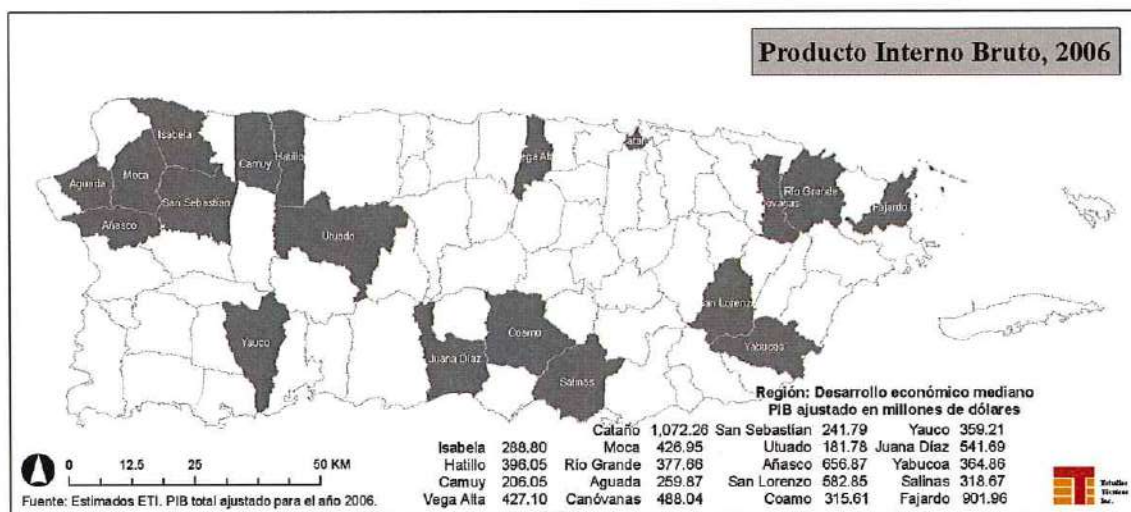 Producto Interno Bruto, 2006
Isabela
Camuy
Hatillo
Vega Alta
Aguada
Moca
San Sebastían
Añasco
Utuado
Río Grande
Fajardo
San Lorenzo
Yauco
Coamo
Juana Díaz
Salinas
Yabucoa
Región: Desarrollo económico mediano
PIB ajustado en millones de dólares
Cataño 1,072.26 San Sebastían 241.79 Yauco 359.21
Isabela 288.80 Moca 426.95 Utuado 181.78 Juana Díaz 541.69
Hatillo 396.05 Río Grande 377.66 Añasco 656.87 Yabucoa 364.86
Camuy 206.05 Aguada 259.87 San Lorenzo 582.85 Salinas 318.67
Vega Alta 427.10 Canóvanas 488.04 Coamo 315.61 Fajardo 901.96
0 12.5 25 50 KM
Fuente: Estimados ETI. PIB total ajustado para el año 2006.
Estudios
Técnicos
Inc.